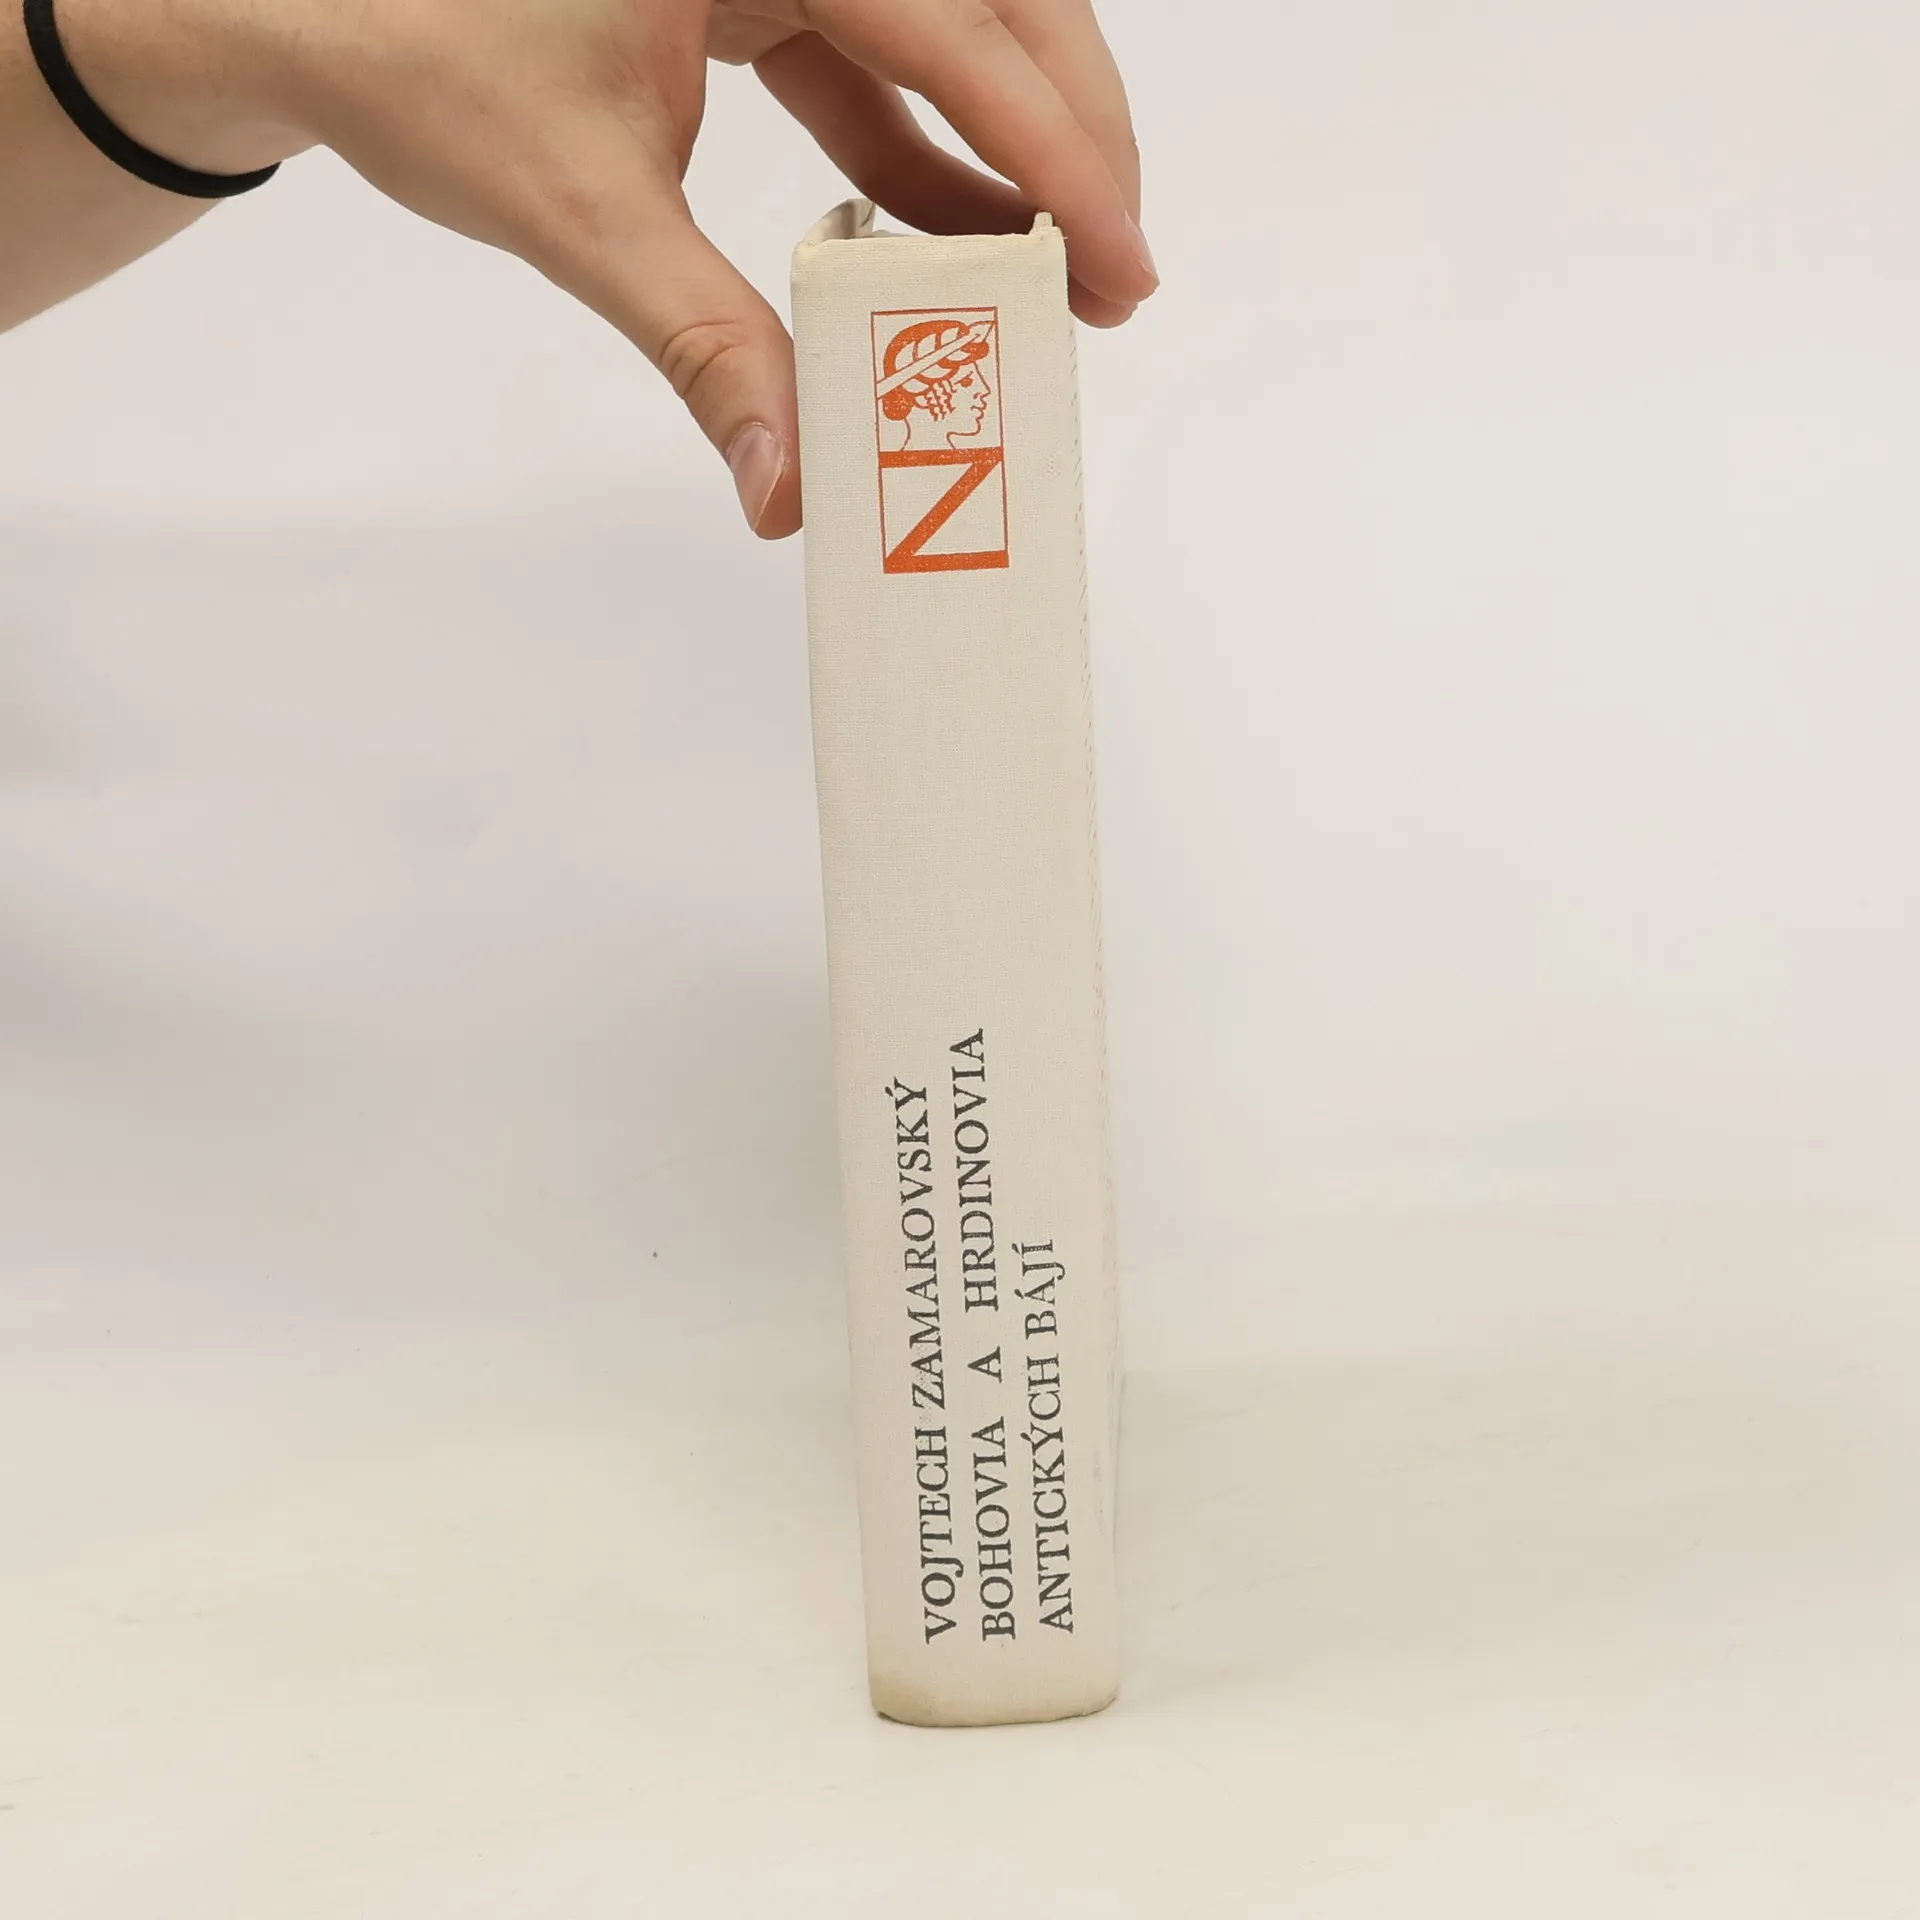 VOJTECH ZAMAROVSKÝ
BOHOVIA A HRDINOVIA
ANTICKÝCH BÁJÍ